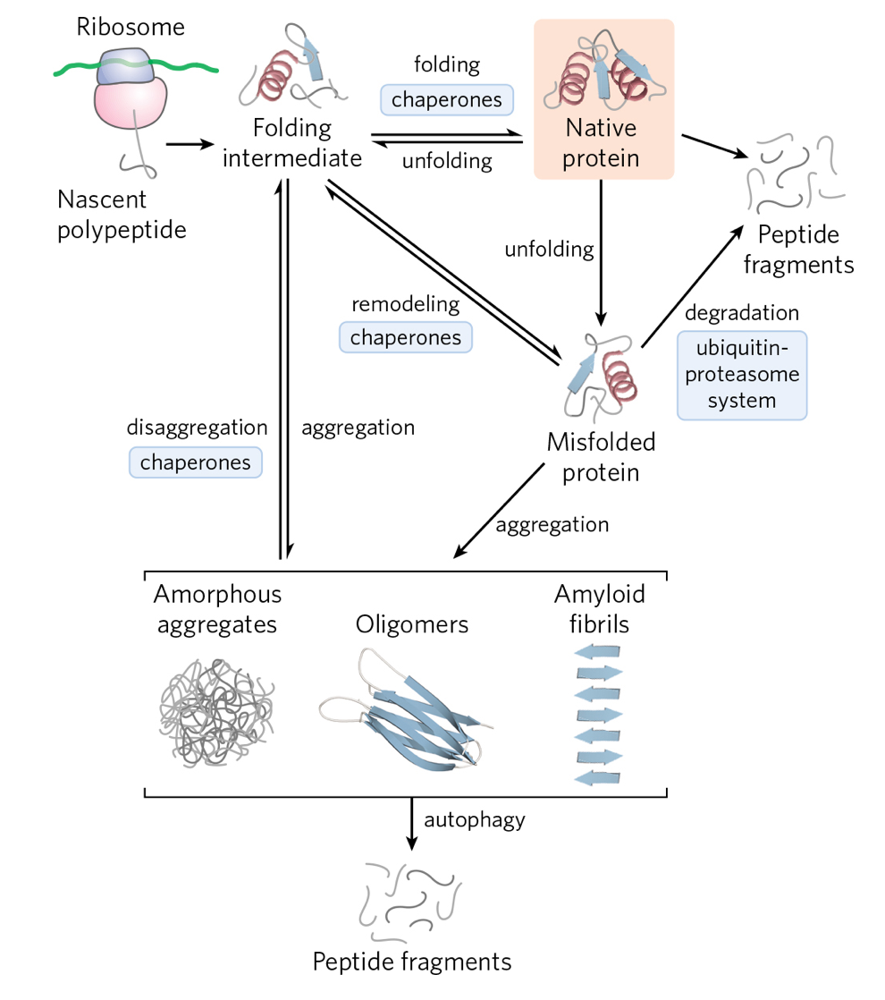 Ribosome
Nascent
polypeptide
Folding
intermediate
folding
chaperones
unfolding
Native
protein
Peptide
fragments
unfolding
remodeling
chaperones
degradation
ubiquitin-
proteasome
system
Misfolded
protein
disaggregation
chaperones
aggregation
aggregation
Amorphous
aggregates
Oligomers
Amyloid
fibrils
autophagy
Peptide fragments